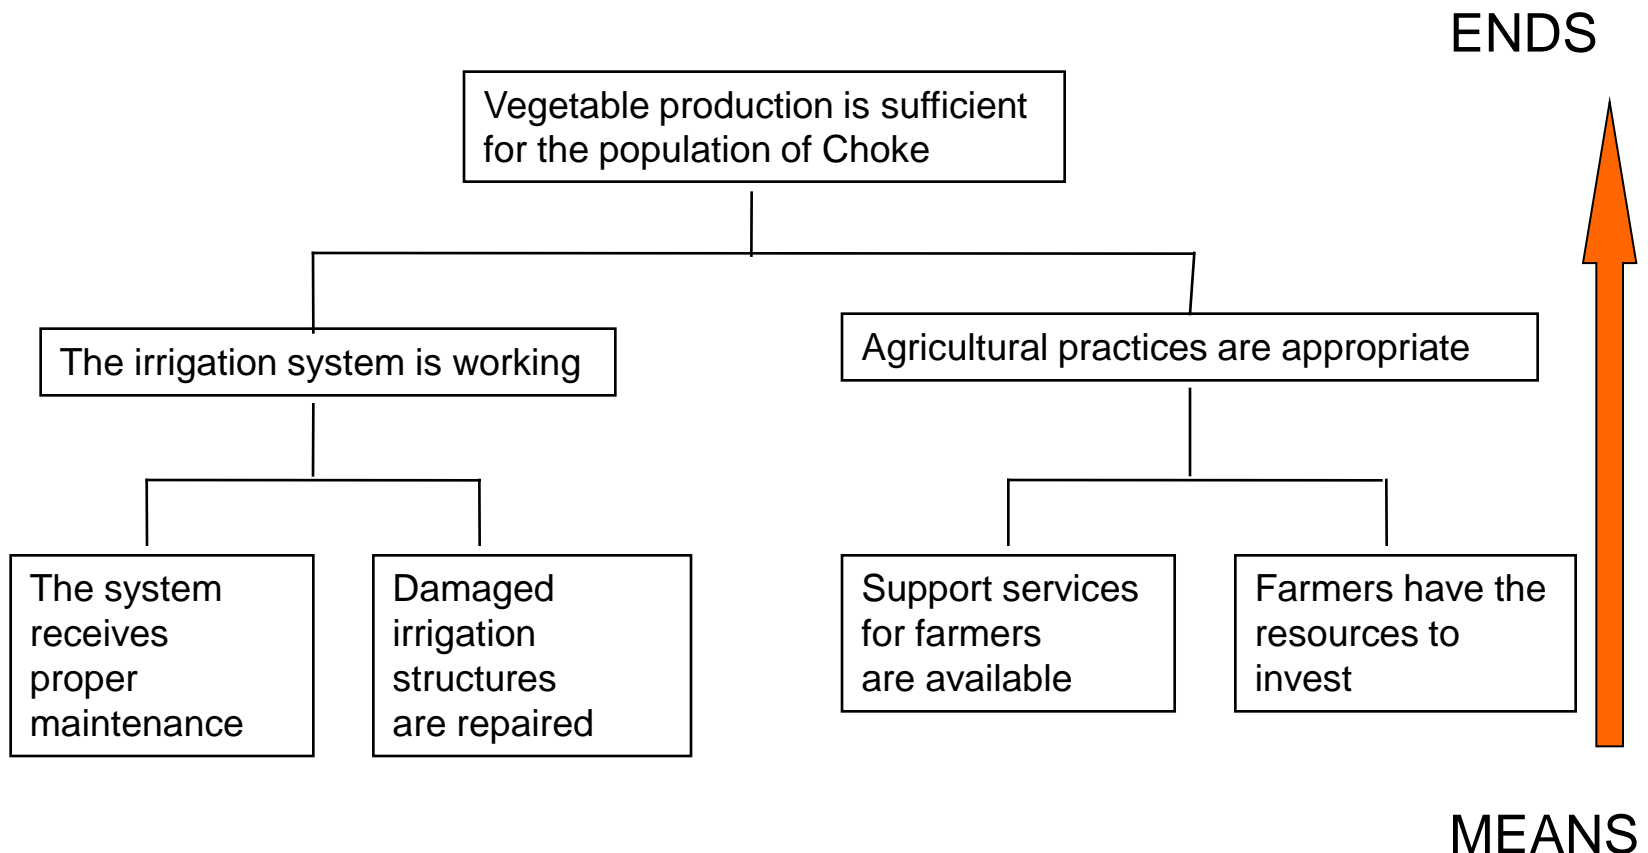 ENDS
Vegetable production is sufficient
for the population of Choke
The irrigation system is working
Agricultural practices are appropriate
The system
receives
proper
maintenance
Damaged
irrigation
structures
are repaired
Support services
for farmers
are available
Farmers have the
resources to
invest
MEANS